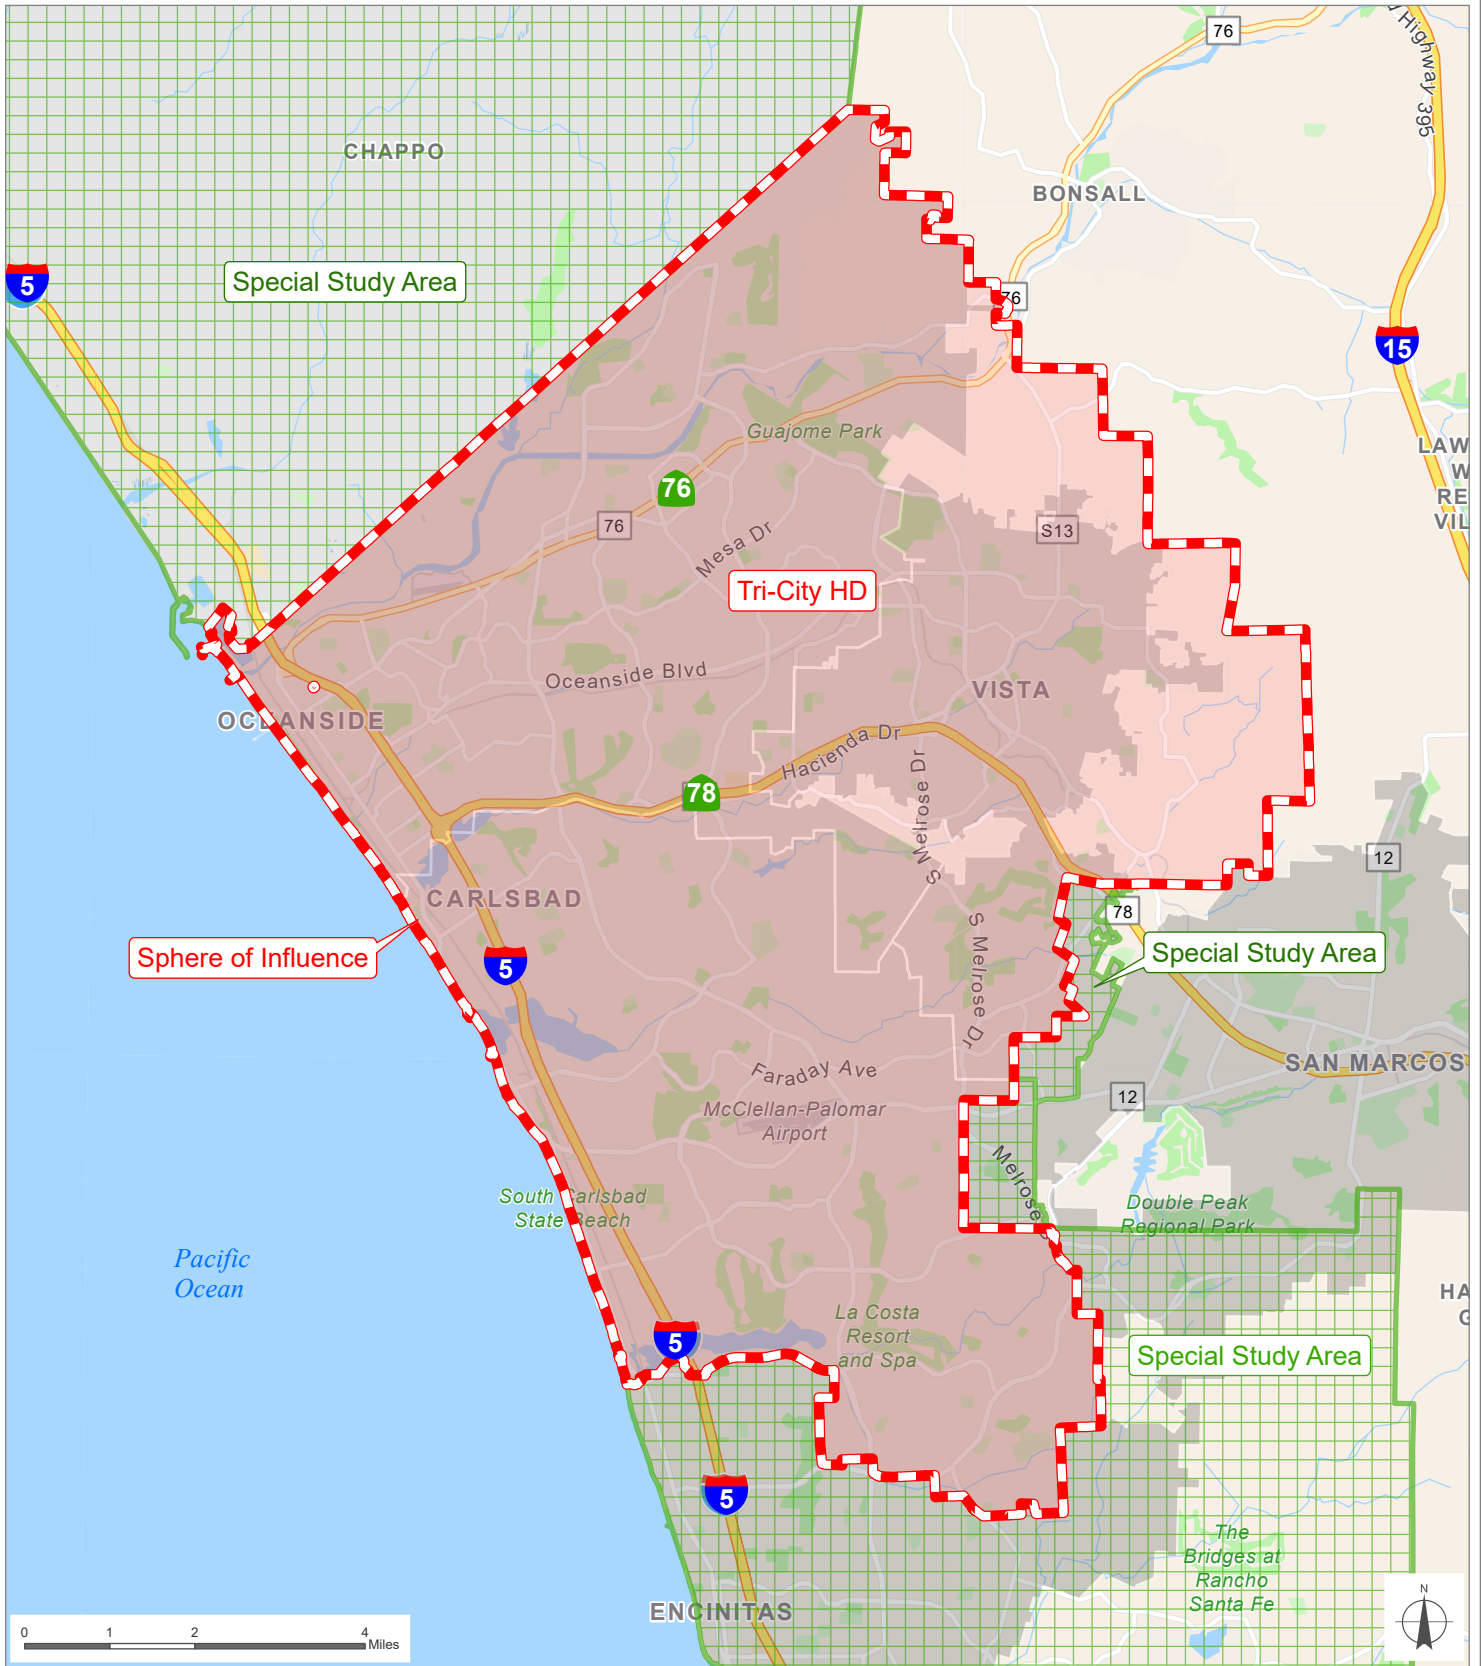 76
y Highway 395
CHAPPO
BONSALL
Special Study Area
5
76
15
Guajome Park
LAW
W
RE
VIL
76
76
S13
Mesa Dr
Tri-City HD
Oceanside Blvd
VISTA
OCEANSIDE
Hacienda Dr
S Melrose Dr
78
12
CARLSBAD
78
S Melrose Dr
Special Study Area
Sphere of Influence
5
SAN MARCOS
Faraday Ave
12
McClellan-Palomar
Airport
Melrose D
South Carlsbad
State Beach
Double Peak
Regional Park
Pacific
Ocean
HA
G
La Costa
Resort
and Spa
5
Special Study Area
5
The
Bridges at
Rancho
Santa Fe
N
ENCINITAS
0 1 2 4
Miles